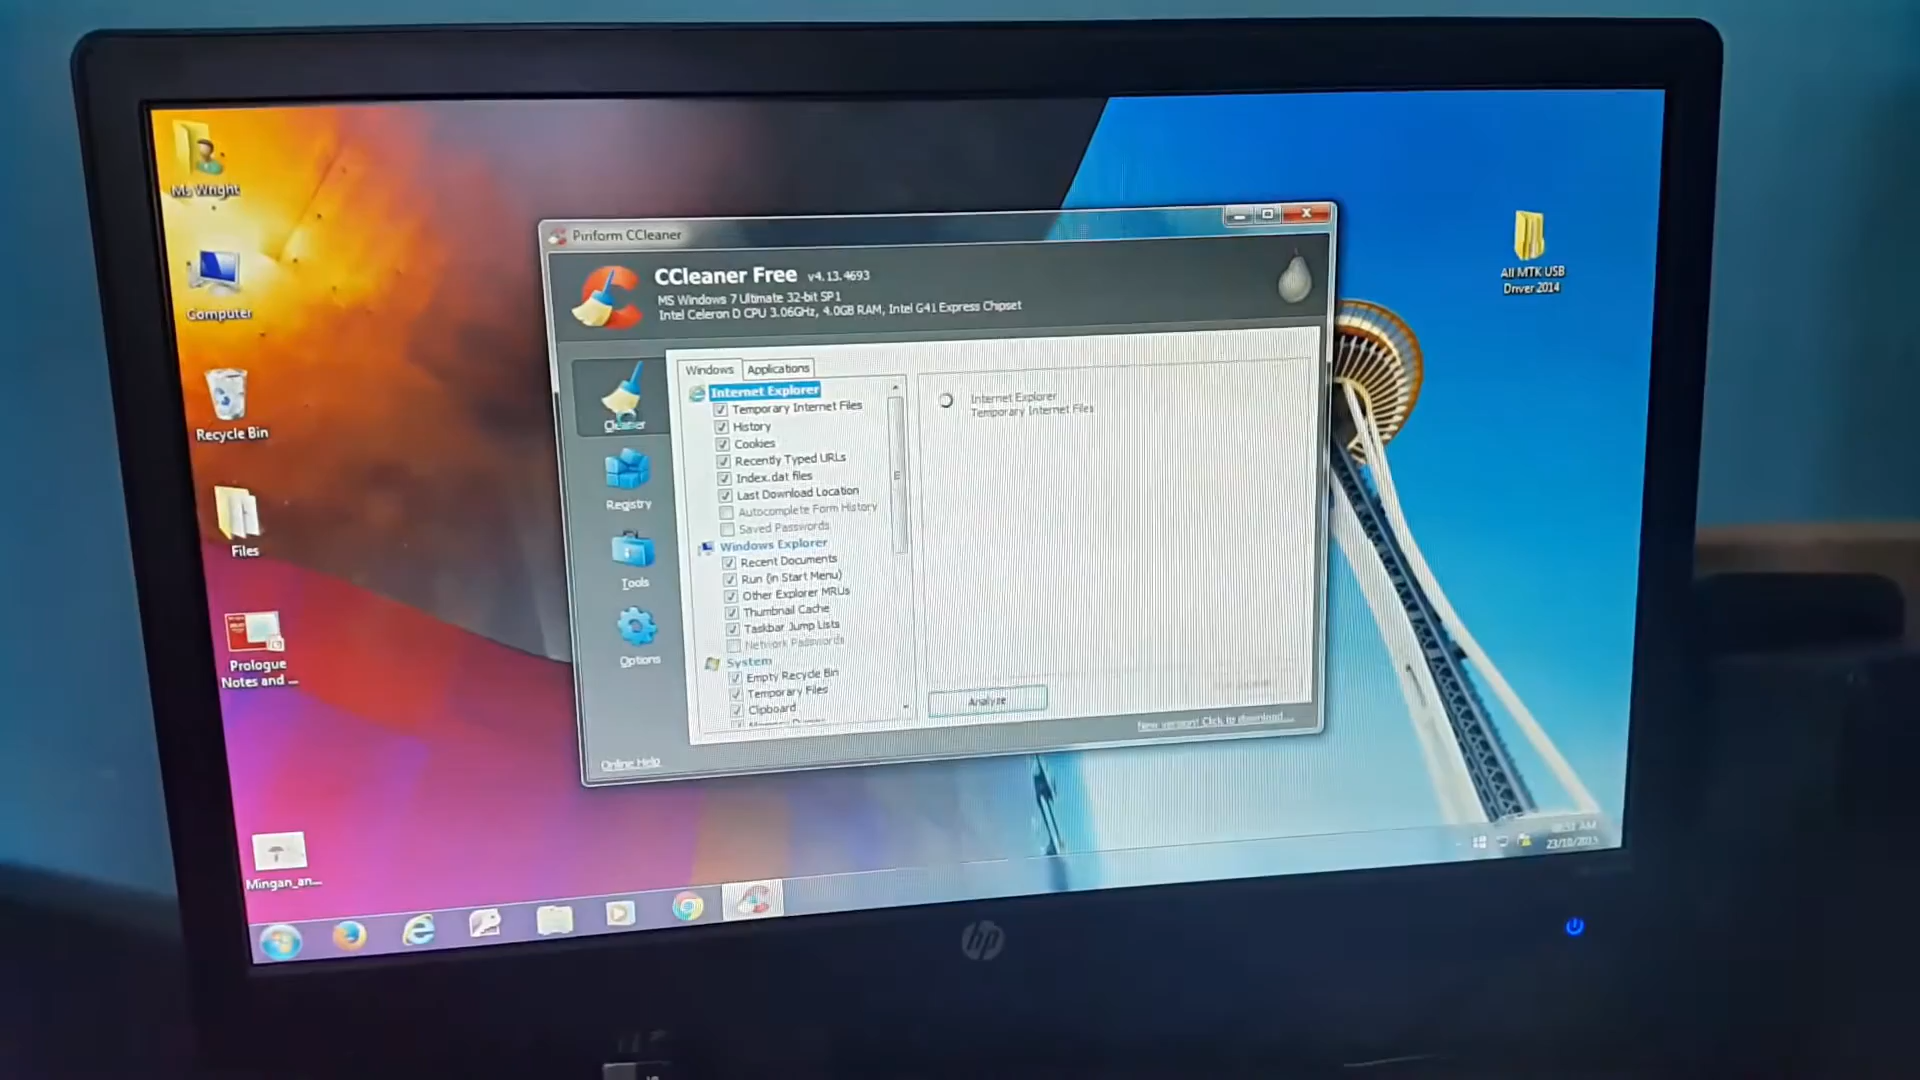 Ms Wright
Computer
Recycle Bin
Files
Prologue
Notes and ...
Mingan_an...
All MTK USB
Driver 2014
Piriform CCleaner
CCleaner Free v4.13.4693
MS Windows 7 Ultimate 32-bit SP1
Intel Celeron D CPU 3.06GHz, 4.0GB RAM, Intel G41 Express Chipset
Cleaner
Registry
Tools
Options
Online Help
Windows
Applications
Internet Explorer
Temporary Internet Files
History
Cookies
Recently Typed URLs
Index.dat files
Last Download Location
Autocomplete Form History
Saved Passwords
Windows Explorer
Recent Documents
Run (in Start Menu)
Other Explorer MRUs
Thumbnail Cache
Taskbar Jump Lists
Network Passwords
System
Empty Recycle Bin
Temporary Files
Clipboard
Internet Explorer
Temporary Internet Files
Analyze
New version! Click to download...
AM
23/10/2015
hp